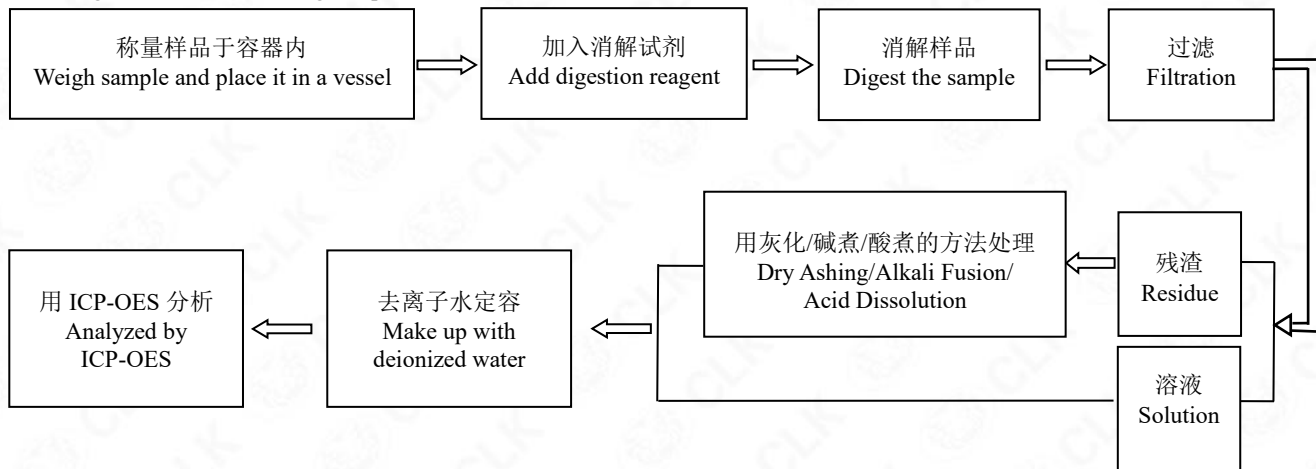 称量样品于容器内
Weigh sample and place it in a vessel
加入消解试剂
Add digestion reagent
消解样品
Digest the sample
过滤
Filtration
残渣
Residue
溶液
Solution
用灰化/碱煮/酸煮的方法处理
Dry Ashing/Alkali Fusion/
Acid Dissolution
去离子水定容
Make up with
deionized water
用 ICP-OES 分析
Analyzed by
ICP-OES
CLK